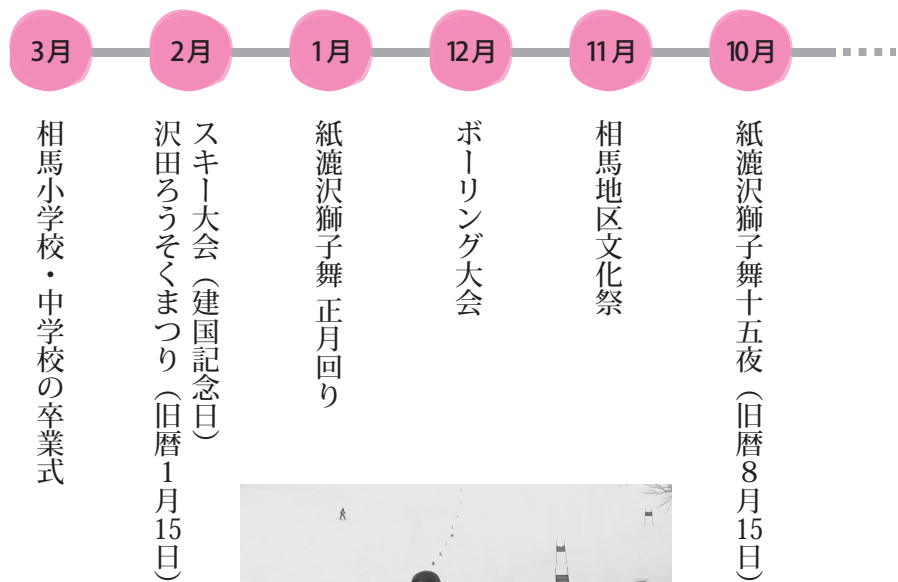 10月
紙漉沢獅子舞十五夜（旧暦8月15日）
11月
相馬地区文化祭
12月
ボーリング大会
1月
紙漉沢獅子舞 正月回り
2月
スキー大会（建国記念日）
沢田ろうそくまつり（旧暦1月15日）
3月
相馬小学校・中学校の卒業式